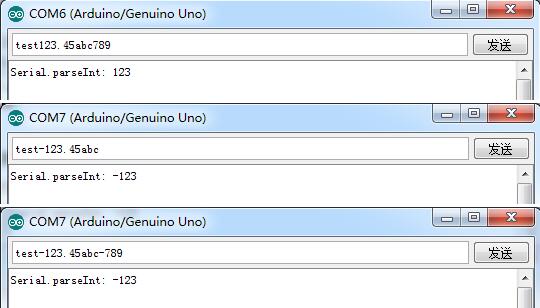 COM6 (Arduino/Genuino Uno)
test123.45abc789 发送
Serial.parseInt: 123
COM7 (Arduino/Genuino Uno)
test-123.45abc 发送
Serial.parseInt: -123
COM7 (Arduino/Genuino Uno)
test-123.45abc-789 发送
Serial.parseInt: -123